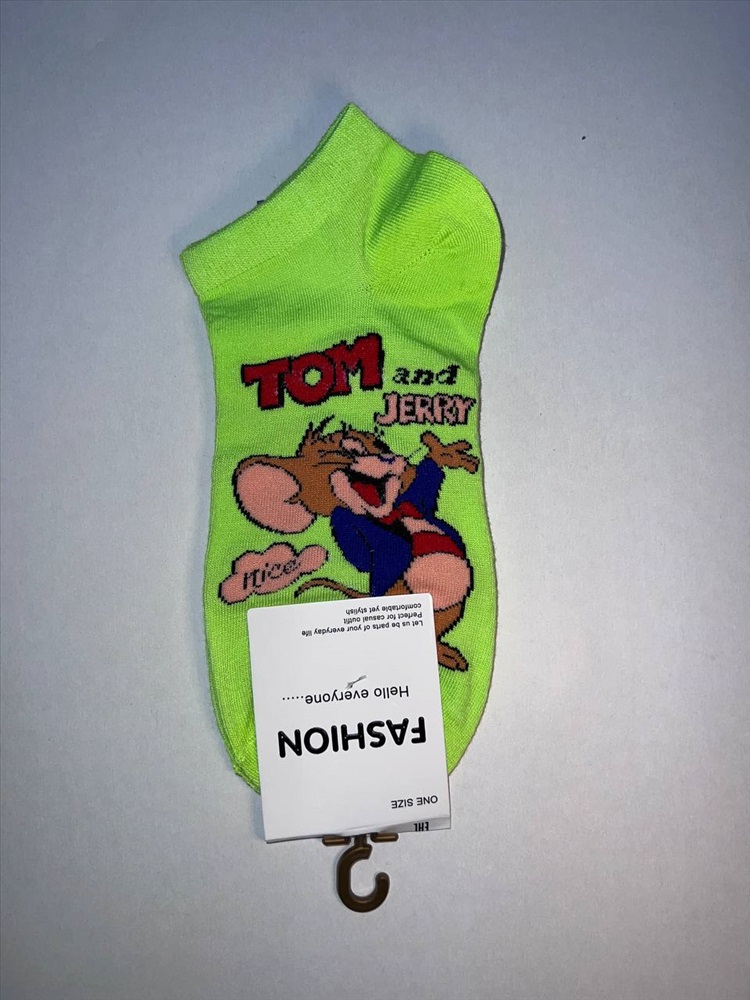 TOM and
JERRY
nice
ONE SIZE
FASHION
Hello everyone.....
Let us be parts of your everyday life
Perfect for casual outfit
comfortable yet stylish